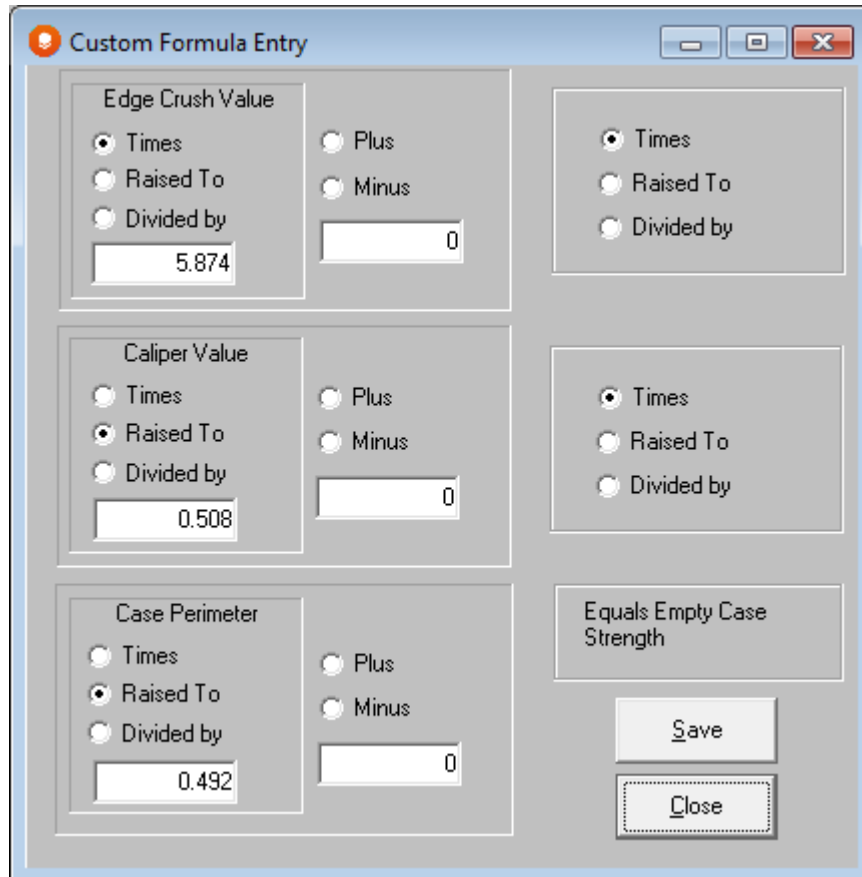 Custom Formula Entry
Edge Crush Value
Times
Raised To
Divided by
5.874
Plus
Minus
0
Times
Raised To
Divided by
Caliper Value
Times
Raised To
Divided by
0.508
Plus
Minus
0
Times
Raised To
Divided by
Case Perimeter
Times
Raised To
Divided by
0.492
Plus
Minus
0
Equals Empty Case
Strength
Save
Close